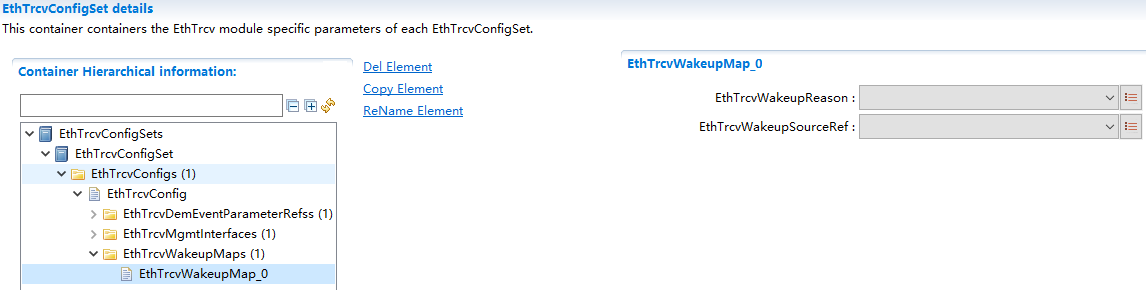 EthTrcvConfigSet details
This container containers the EthTrcv module specific parameters of each EthTrcvConfigSet.
Container Hierarchical information:
Del Element
Copy Element
ReName Element
EthTrcvConfigSets
EthTrcvConfigSet
EthTrcvConfigs (1)
EthTrcvConfig
EthTrcvDemEventParameterRefss (1)
EthTrcvMgmtInterfaces (1)
EthTrcvWakeupMaps (1)
EthTrcvWakeupMap_0
EthTrcvWakeupMap_0
EthTrcvWakeupReason :
EthTrcvWakeupSourceRef :